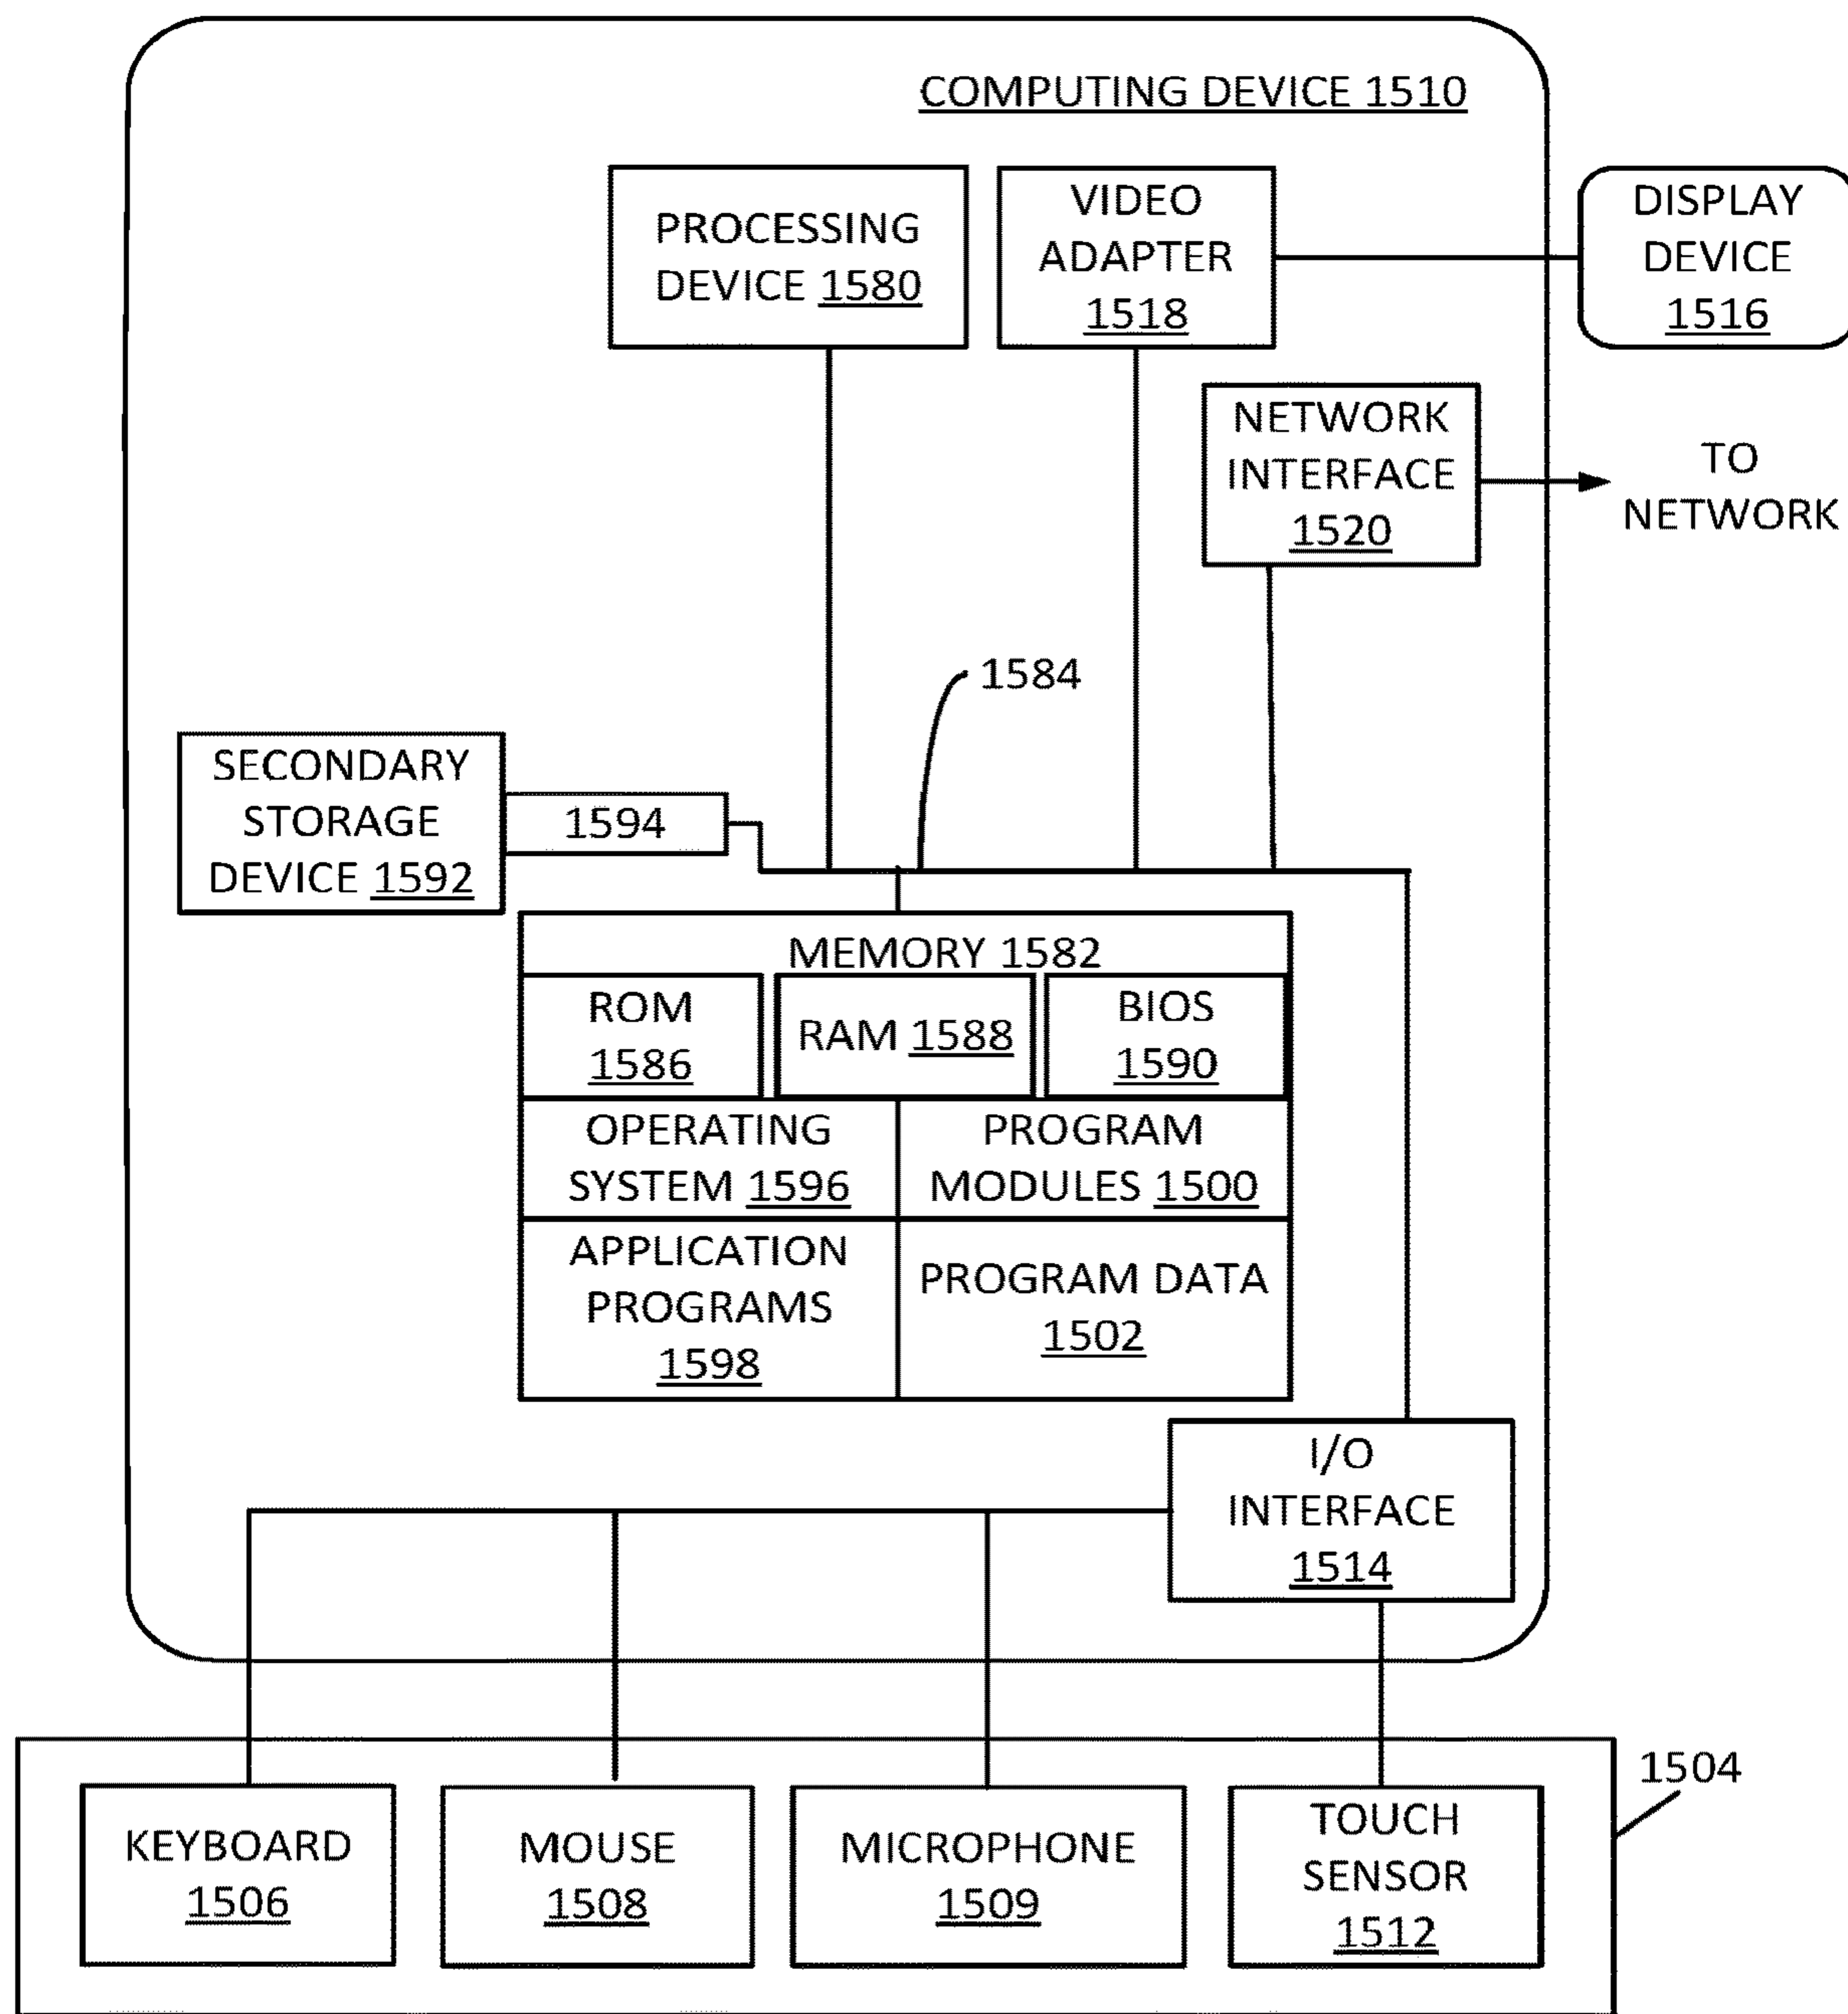 COMPUTING DEVICE 1510
PROCESSING
DEVICE 1580
VIDEO
ADAPTER
1518
DISPLAY
DEVICE
1516
NETWORK
INTERFACE
1520
TO
NETWORK
1584
SECONDARY
STORAGE
DEVICE 1592
1594
MEMORY 1582
ROM
1586
RAM 1588
BIOS
1590
OPERATING
SYSTEM 1596
PROGRAM
MODULES 1500
APPLICATION
PROGRAMS
1598
PROGRAM DATA
1502
I/O
INTERFACE
1514
1504
KEYBOARD
1506
MOUSE
1508
MICROPHONE
1509
TOUCH
SENSOR
1512